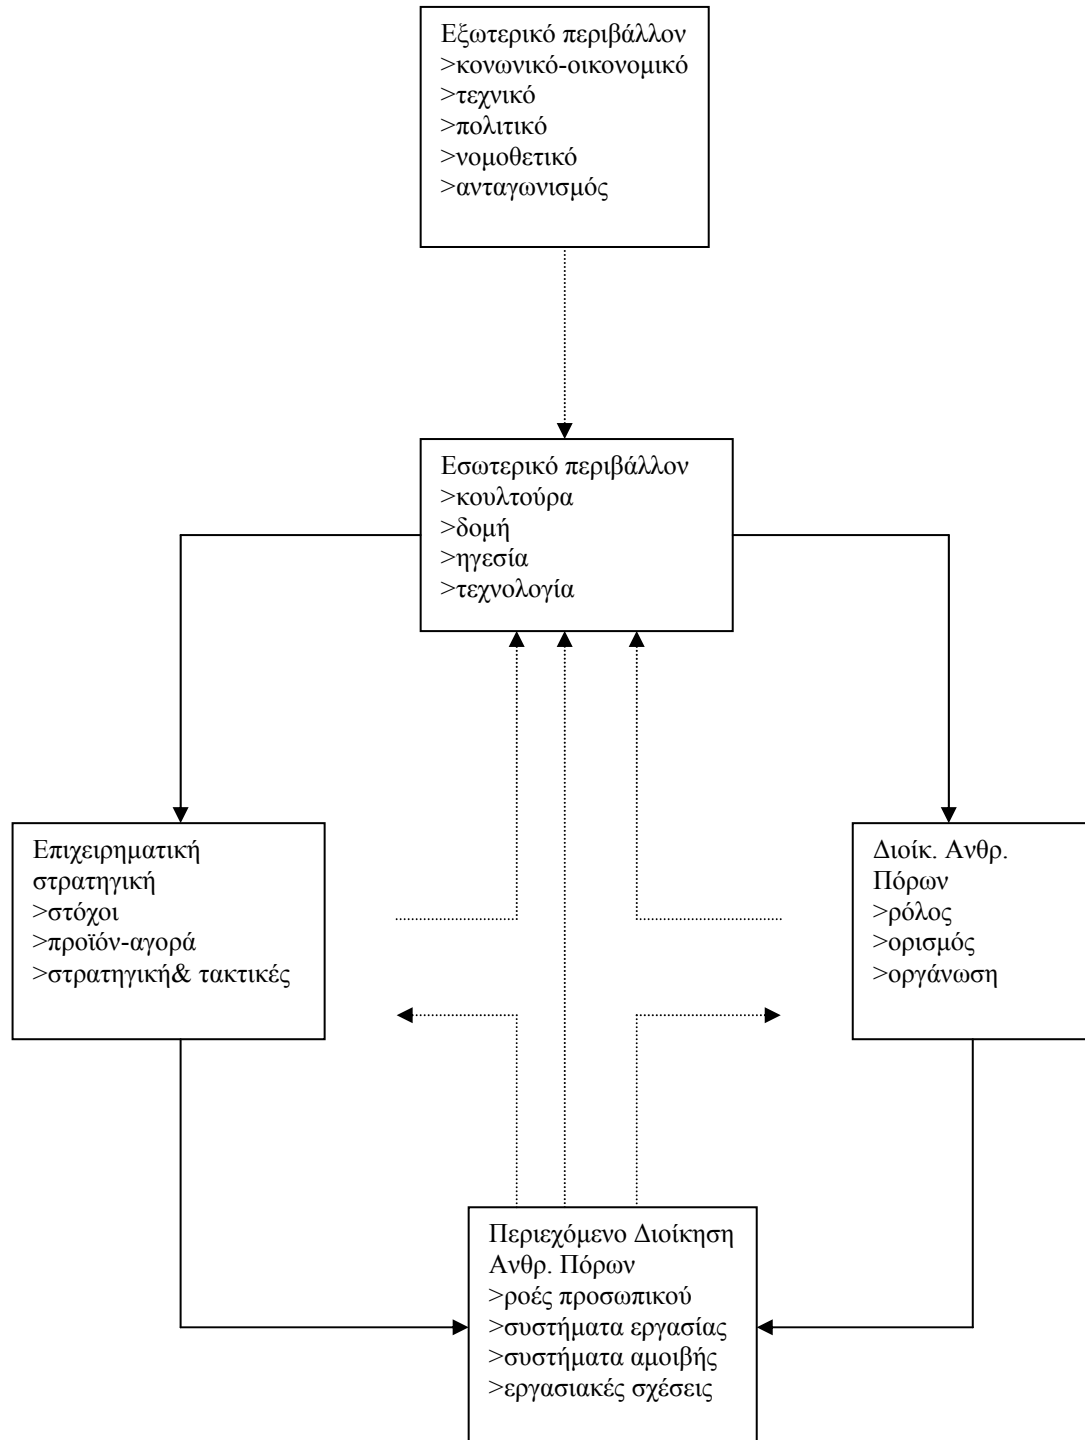 Εξωτερικό περιβάλλον
>κονωνικό-οικονομικό
>τεχνικό
>πολιτικό
>νομοθετικό
>ανταγωνισμός
Εσωτερικό περιβάλλον
>κουλτούρα
>δομή
>ηγεσία
>τεχνολογία
Επιχειρηματική
στρατηγική
>στόχοι
>προϊόν-αγορά
>στρατηγική& τακτικές
Διοίκ. Ανθρ.
Πόρων
>ρόλος
>ορισμός
>οργάνωση
Περιεχόμενο Διοίκηση
Ανθρ. Πόρων
>ροές προσωπικού
>συστήματα εργασίας
>συστήματα αμοιβής
>εργασιακές σχέσεις